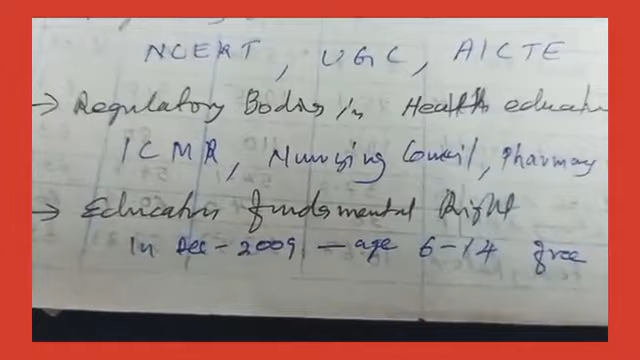 NCERT, UGC, AICTE
→ Regulatory Bodies in Health educatn
ICMR, Nursing Council, Pharmacy
→ Education fundamental Right
In Dec - 2009 — age 6-14 free